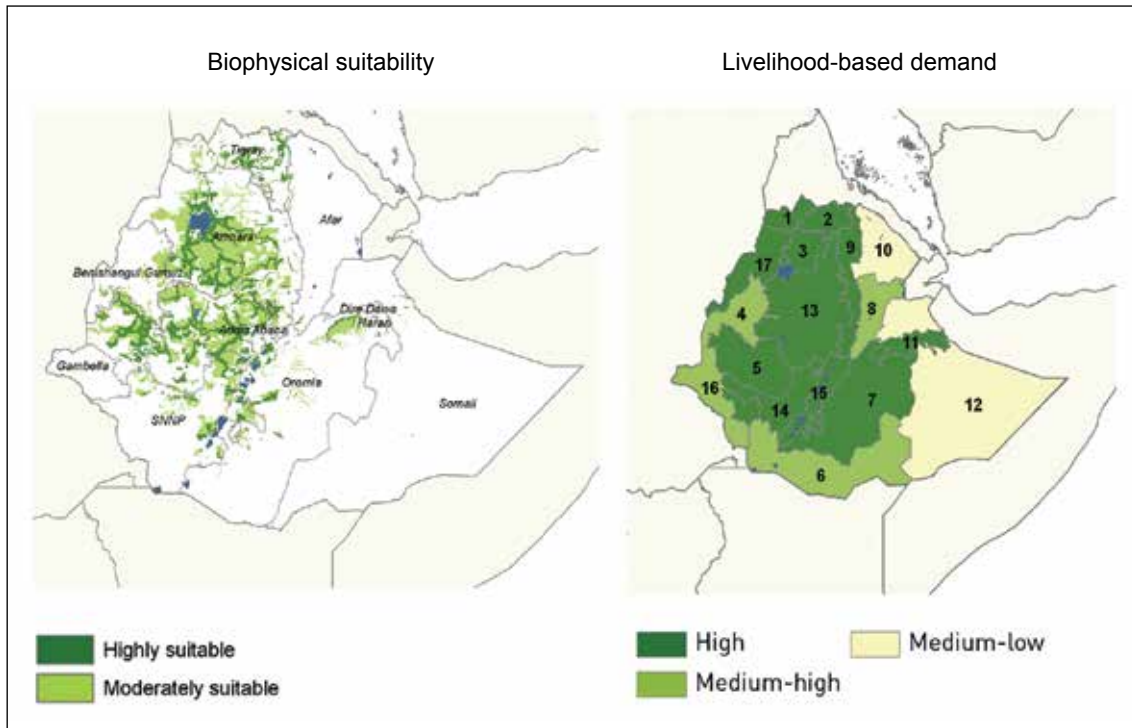 Biophysical suitability
Tigray
Afar
Amhara
Benishangul Gumuz
Dire Dawa
Harari
Addis Ababa
Gambella
Oromia
SNNP
Somali
Highly suitable
Moderately suitable
Livelihood-based demand
1
2
3
9
10
17
4
13
8
11
5
16
15
7
14
12
6
High
Medium-low
Medium-high